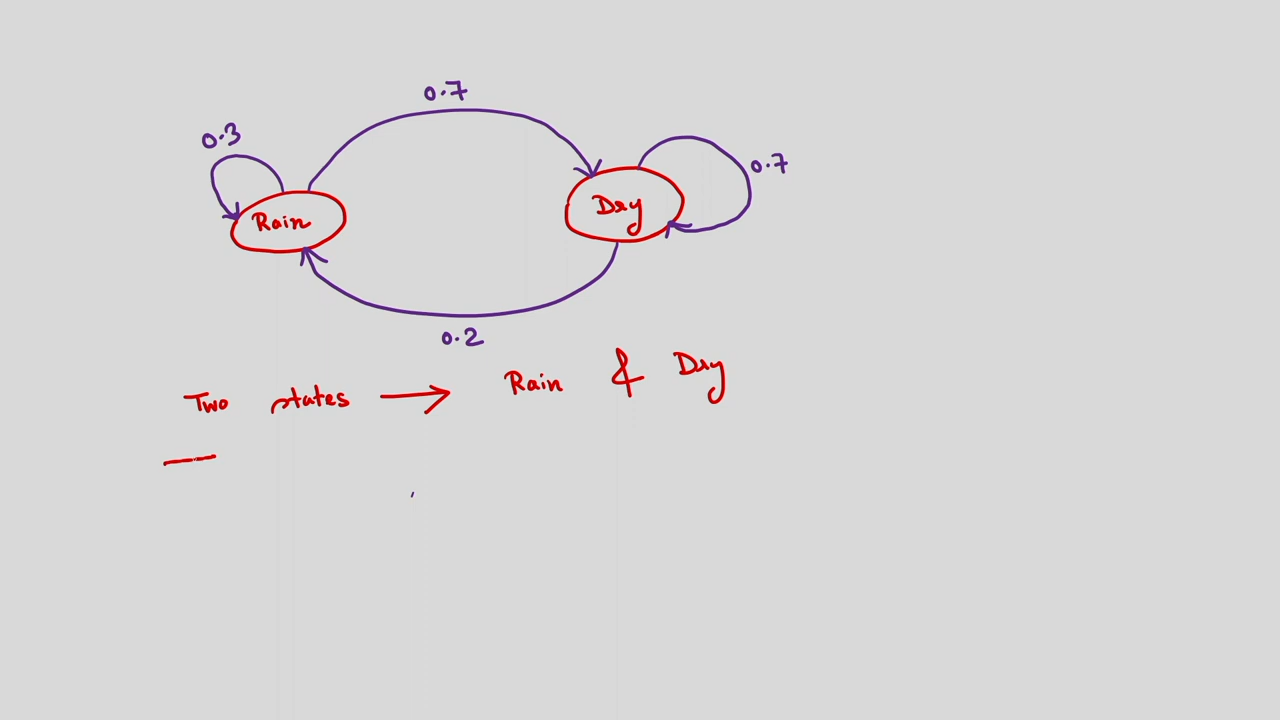 0.7
0.3
0.7
Rain
Dry
0.2
Two states → Rain & Dry